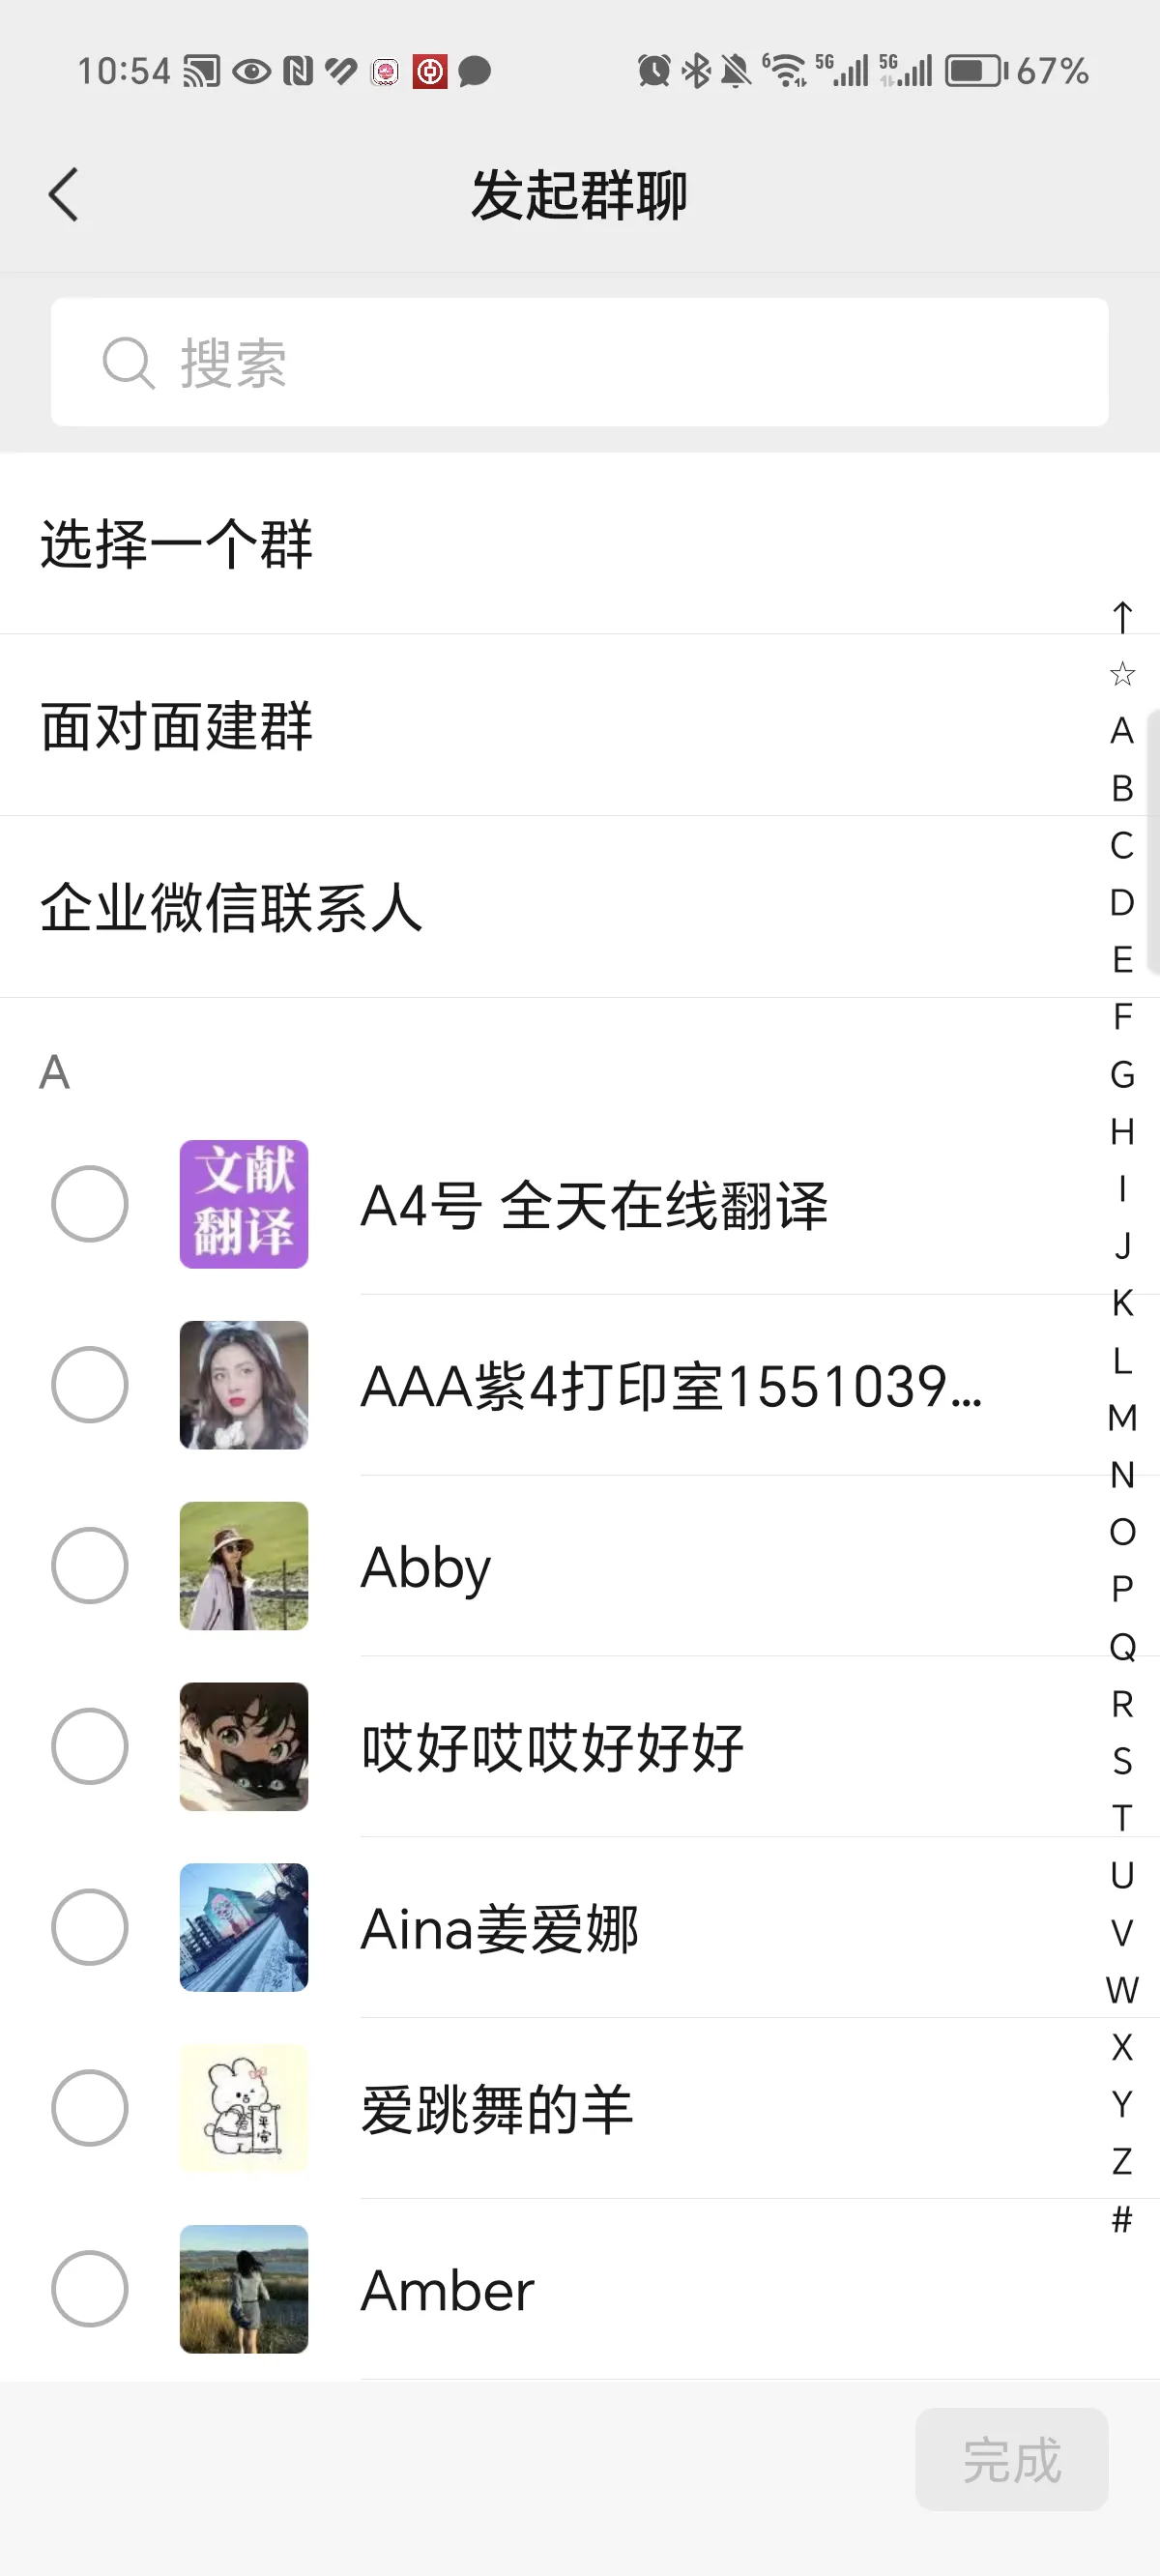 10:54
6
5G
5G
67%
发起群聊
搜索
选择一个群
面对面建群
企业微信联系人
↑
☆
A
B
C
D
E
F
G
H
I
J
K
L
M
N
O
P
Q
R
S
T
U
V
W
X
Y
Z
#
A
文献
翻译
A4号 全天在线翻译
AAA紫4打印室1551039...
Abby
哎好哎哎好好好
Aina姜爱娜
平安
爱跳舞的羊
Amber
完成